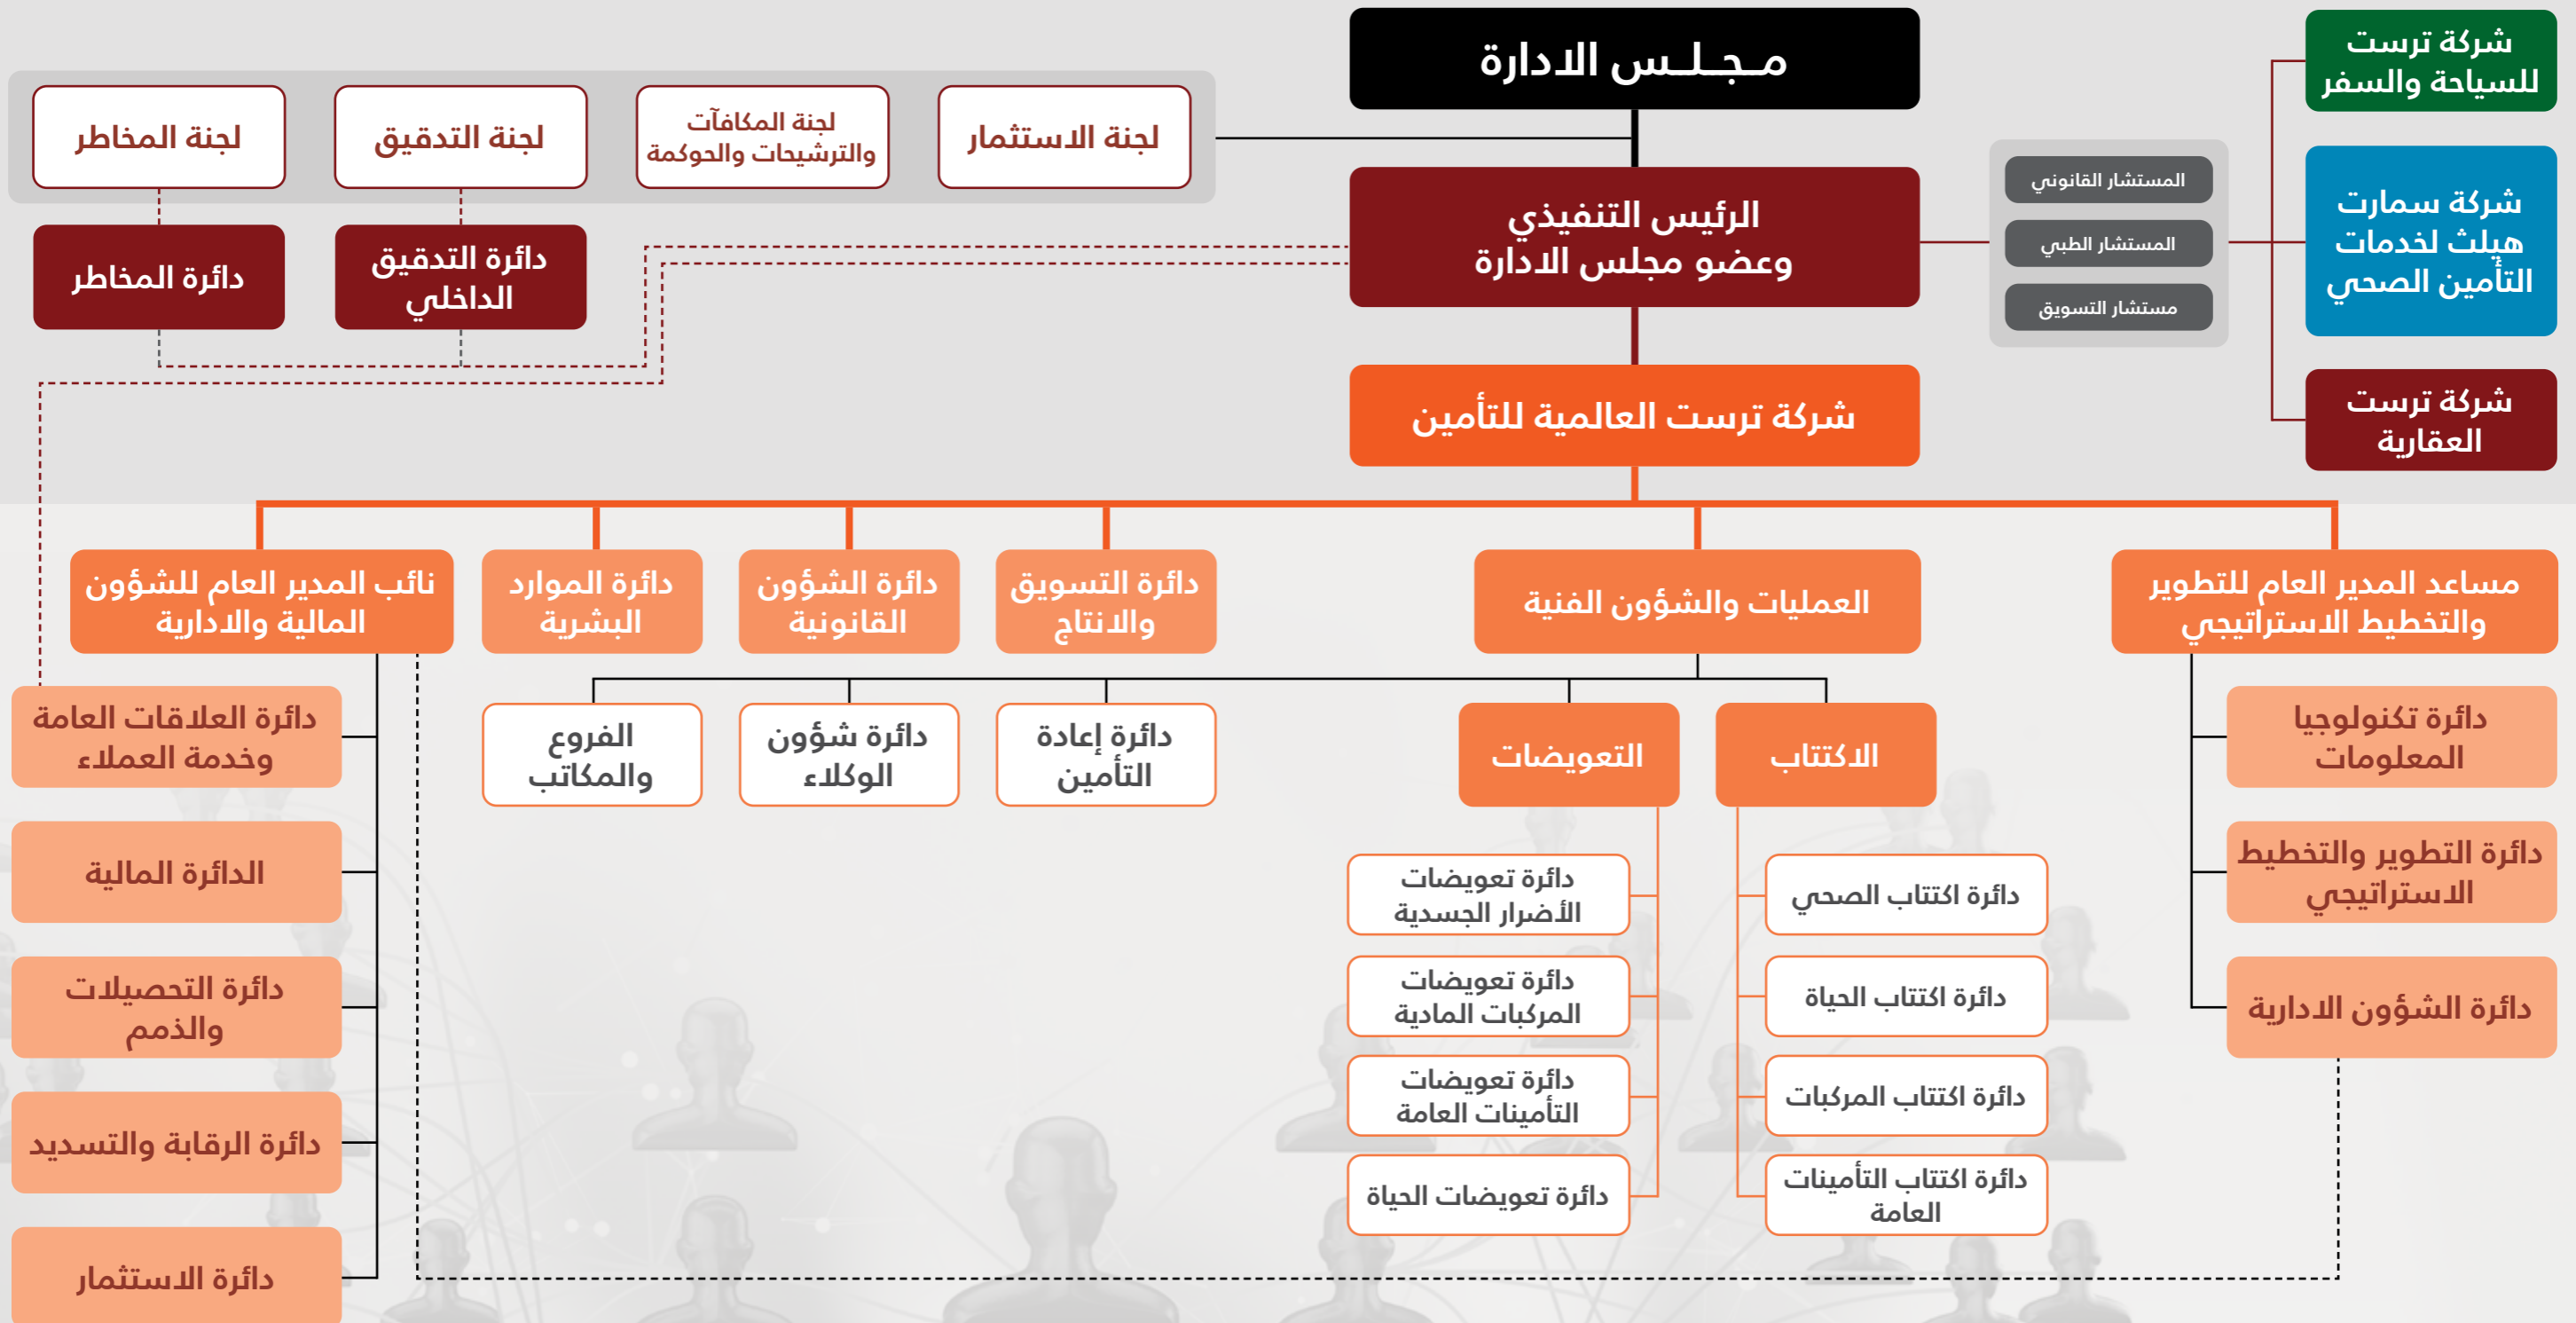 مـجـلـس الادارة
شركة ترست
للسياحة والسفر
لجنة الاستثمار
لجنة المكافآت
والترشيحات والحوكمة
لجنة التدقيق
لجنة المخاطر
شركة سمارت
هيلث لخدمات
التأمين الصحي
المستشار القانوني
المستشار الطبي
مستشار التسويق
الرئيس التنفيذي
وعضو مجلس الادارة
دائرة التدقيق
الداخلي
دائرة المخاطر
شركة ترست
العقارية
شركة ترست العالمية للتأمين
مساعد المدير العام للتطوير
والتخطيط الاستراتيجي
العمليات والشؤون الفنية
دائرة التسويق
والانتاج
دائرة الشؤون
القانونية
دائرة الموارد
البشرية
نائب المدير العام للشؤون
المالية والادارية
دائرة تكنولوجيا
المعلومات
دائرة التطوير والتخطيط
الاستراتيجي
دائرة الشؤون الادارية
الاكتتاب
التعويضات
دائرة إعادة
التأمين
دائرة شؤون
الوكلاء
الفروع
والمكاتب
دائرة اكتتاب الصحي
دائرة اكتتاب الحياة
دائرة اكتتاب المركبات
دائرة اكتتاب التأمينات
العامة
دائرة تعويضات
الأضرار الجسدية
دائرة تعويضات
المركبات المادية
دائرة تعويضات
التأمينات العامة
دائرة تعويضات الحياة
دائرة العلاقات العامة
وخدمة العملاء
الدائرة المالية
دائرة التحصيلات
والذمم
دائرة الرقابة والتسديد
دائرة الاستثمار